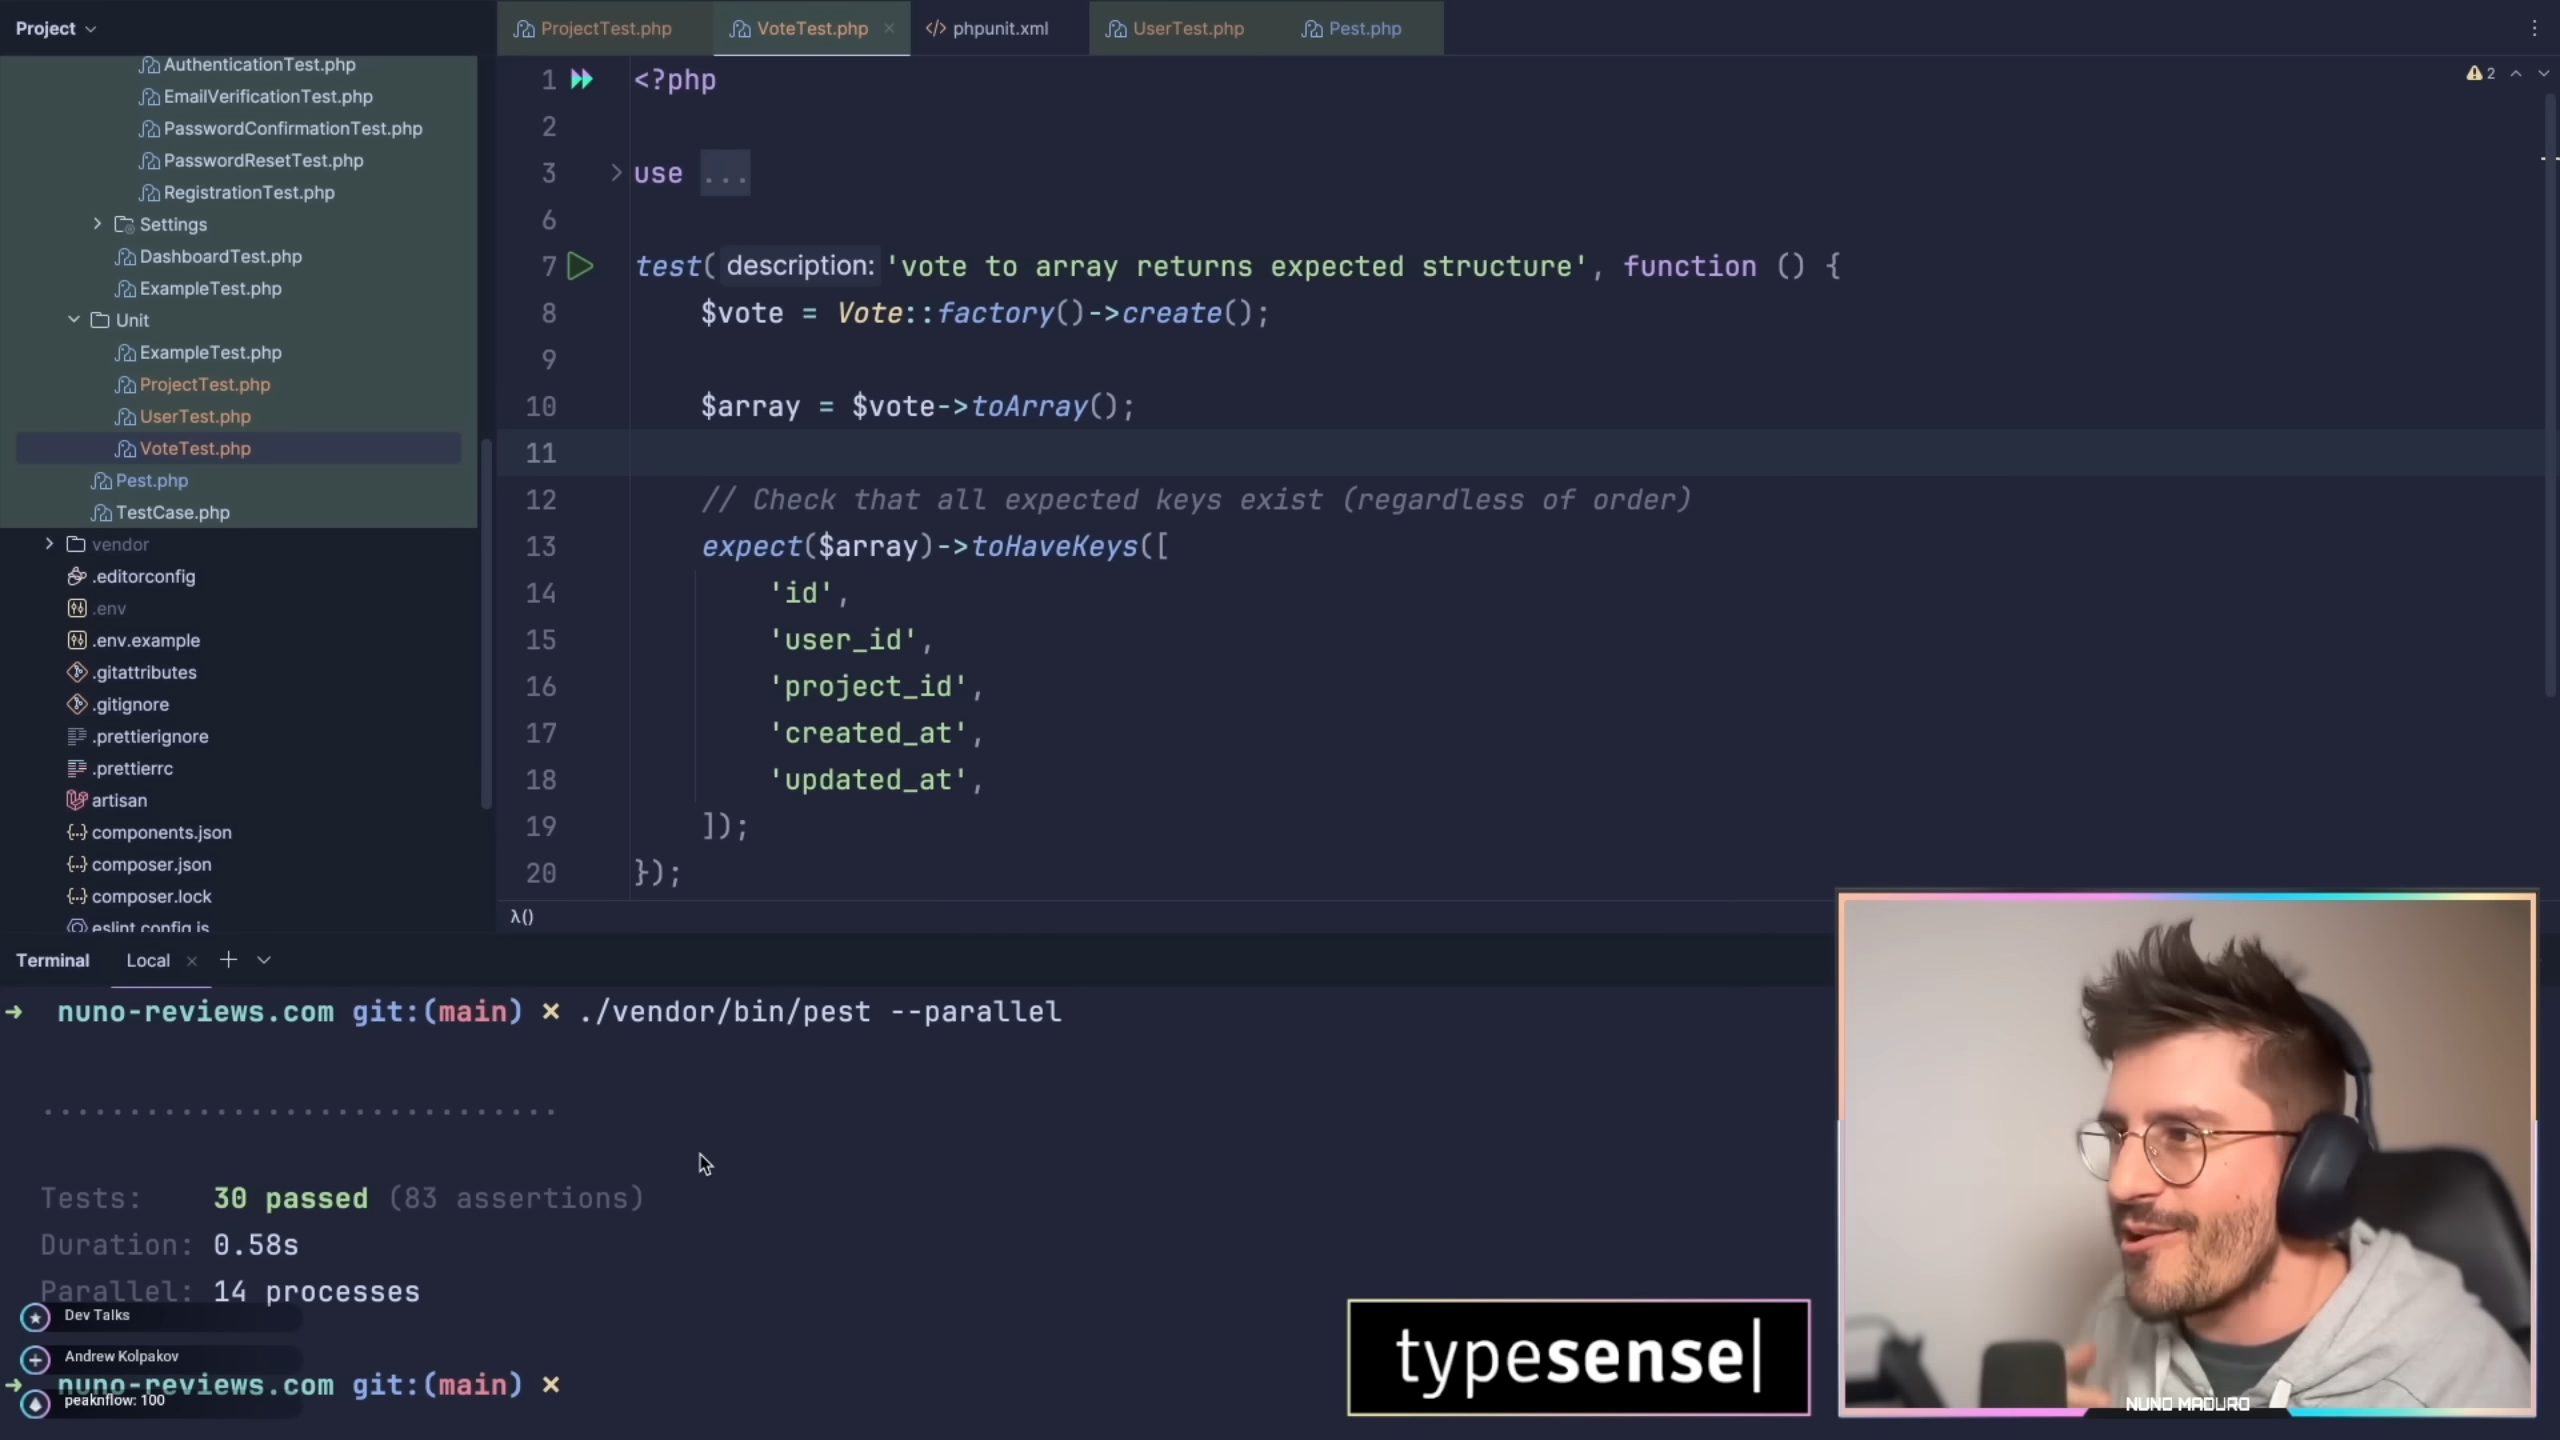 Project
ProjectTest.php
VoteTest.php
phpunit.xml
UserTest.php
Pest.php
AuthenticationTest.php
EmailVerificationTest.php
PasswordConfirmationTest.php
PasswordResetTest.php
RegistrationTest.php
Settings
DashboardTest.php
ExampleTest.php
Unit
ExampleTest.php
ProjectTest.php
UserTest.php
VoteTest.php
Pest.php
TestCase.php
vendor
.editorconfig
.env
.env.example
.gitattributes
.gitignore
.prettierignore
.prettierrc
artisan
components.json
composer.json
composer.lock
eslint.config.js
2
1 <?php
2
3 use ...
6
7 test( description: 'vote to array returns expected structure', function () {
8 $vote = Vote::factory()->create();
9
10 $array = $vote->toArray();
11
12 // Check that all expected keys exist (regardless of order)
13 expect($array)->toHaveKeys([
14 'id',
15 'user_id',
16 'project_id',
17 'created_at',
18 'updated_at',
19 ]);
20 });
λ()
Terminal Local
→ nuno-reviews.com git:(main) × ./vendor/bin/pest --parallel
..............................
Tests: 30 passed (83 assertions)
Duration: 0.58s
Parallel: 14 processes
Dev Talks
Andrew Kolpakov
→ nuno-reviews.com git:(main) ×
peaknflow: 100
typesense|
NUNO MADURO